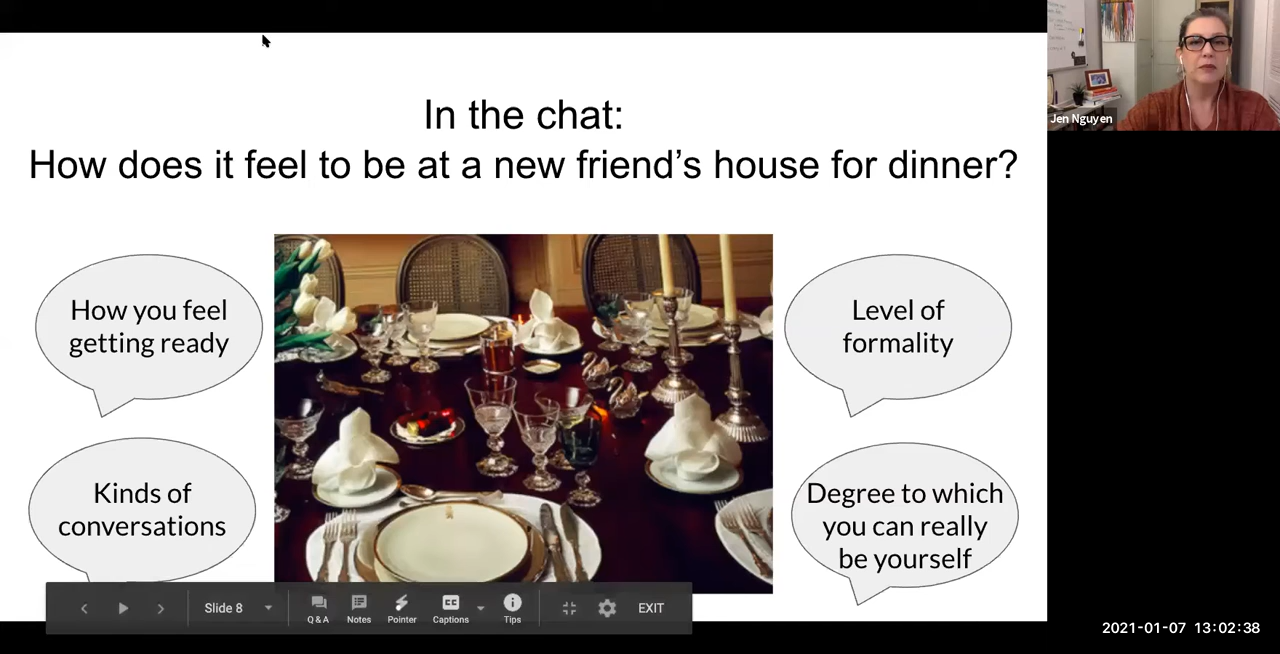 In the chat:
How does it feel to be at a new friend’s house for dinner?
Jen Nguyen
How you feel
getting ready
Level of
formality
Kinds of
conversations
Degree to which
you can really
be yourself
Slide 8
Q & A
Notes
Pointer
CC
Captions
Tips
EXIT
2021-01-07 13:02:38